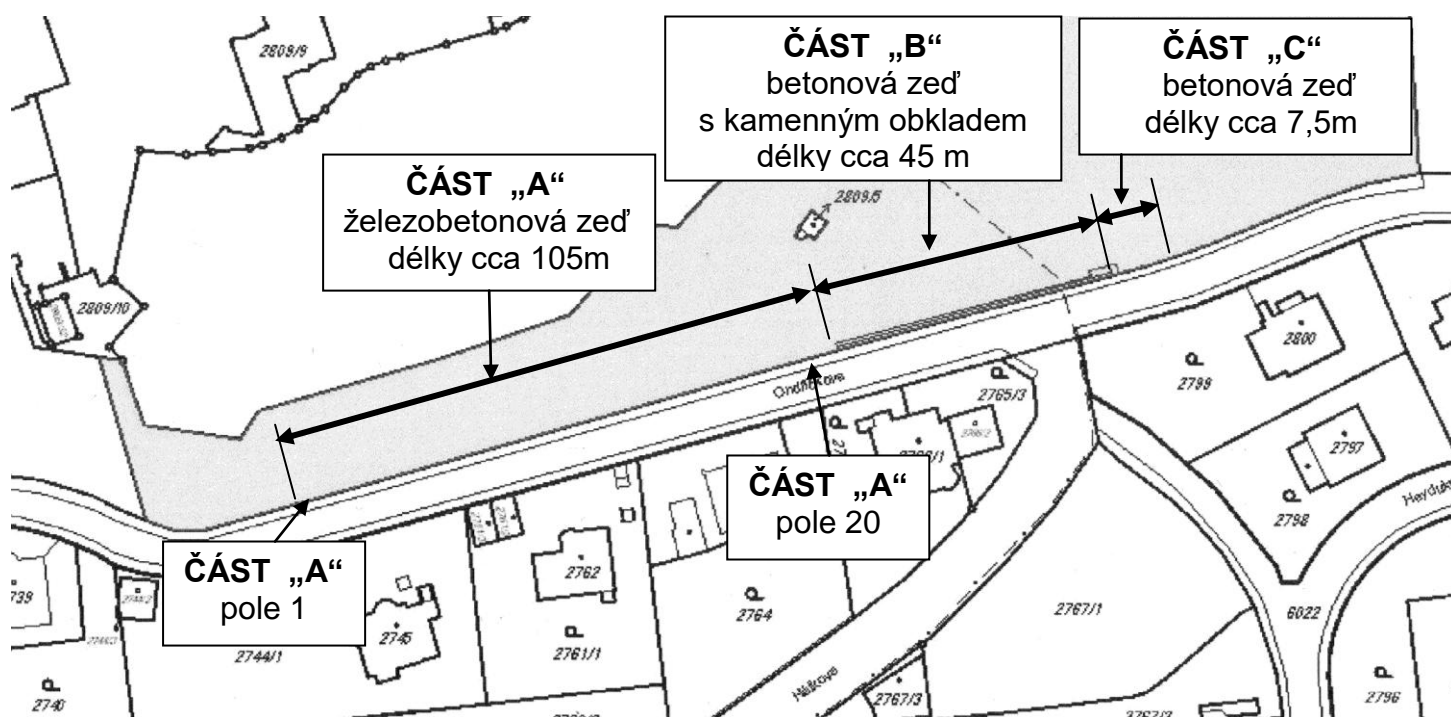 2809/9
ČÁST „B“
betonová zeď
s kamenným obkladem
délky cca 45 m
ČÁST „C“
betonová zeď
délky cca 7,5m
ČÁST „A“
železobetonová zeď
délky cca 105m
2809/5
2809/10
2800
2799
P
2765/3
P
2797
P
2798
P
ČÁST „A“
pole 20
ČÁST „A“
pole 1
739
2762
2764
P
2767/1
6022
2745
2744/1
P
2761/1
P
2740
P
2767/3
P
2796